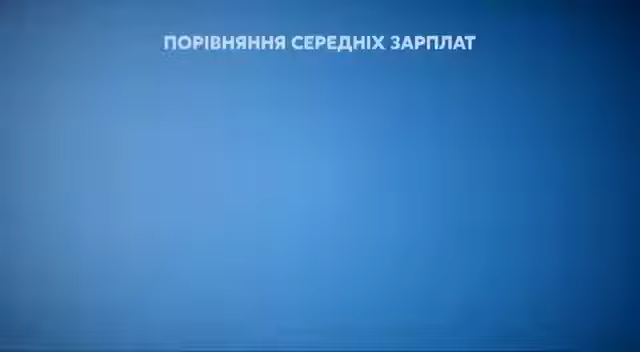 ПОРІВНЯННЯ СЕРЕДНІХ ЗАРПЛАТ